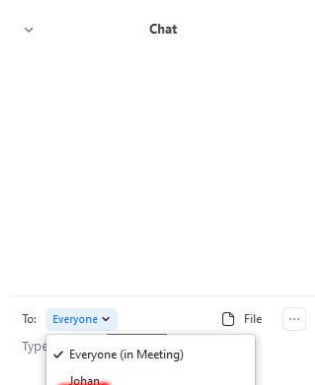 Chat
To: Everyone File ...
Type
Everyone (in Meeting)
Johan